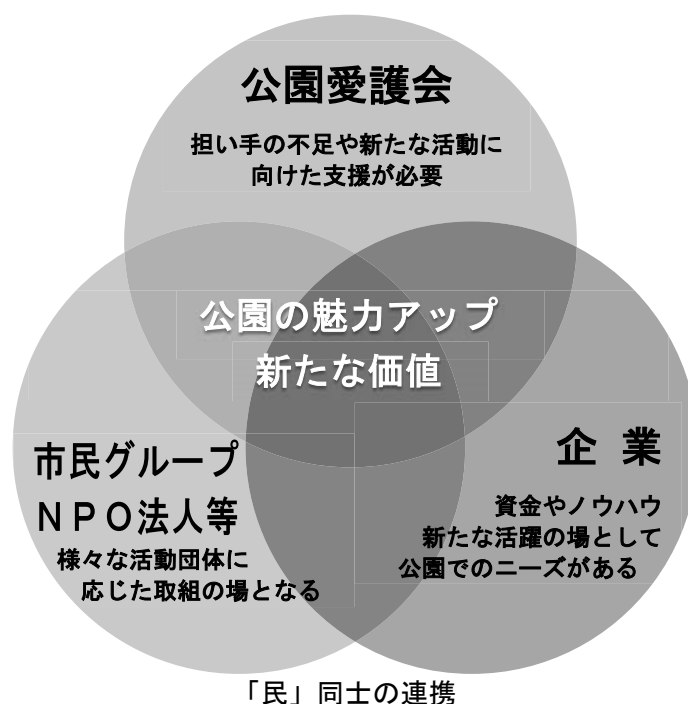 公園愛護会
担い手の不足や新たな活動に
向けた支援が必要
公園の魅力アップ
新たな価値
市民グループ
ＮＰＯ法人等
様々な活動団体に
応じた取組の場となる
企 業
資金やノウハウ
新たな活躍の場として
公園でのニーズがある
「民」同士の連携